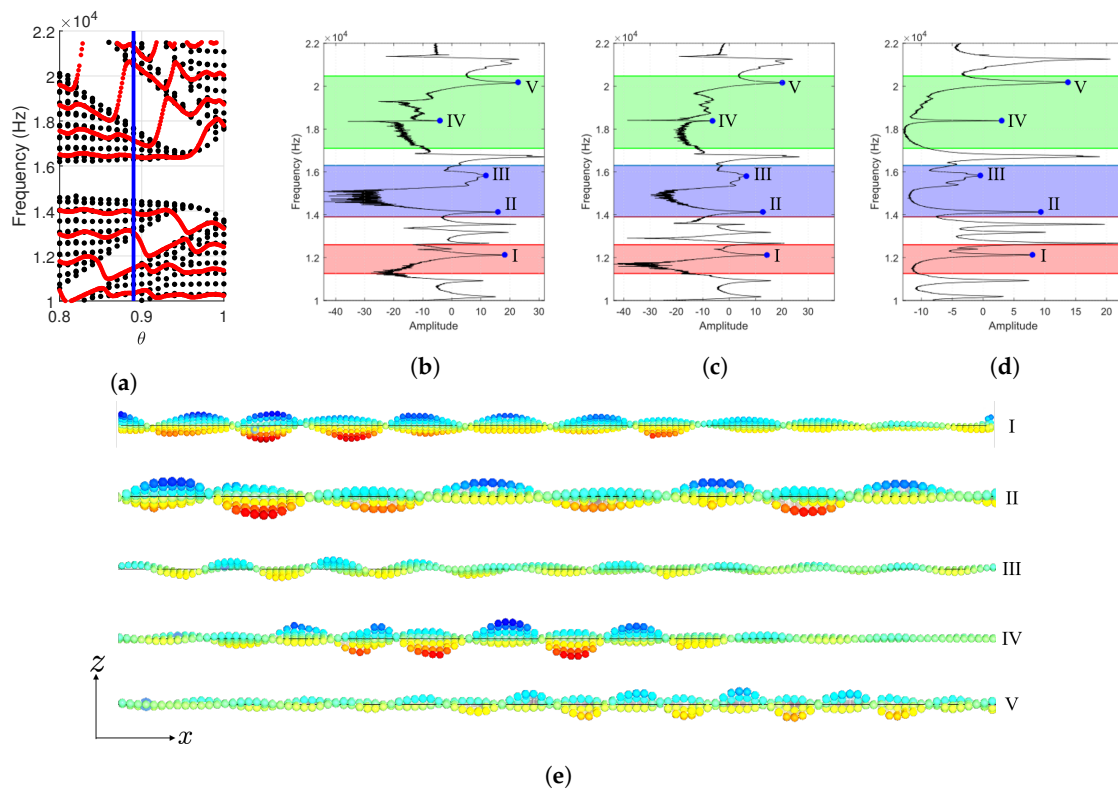 × 10⁴
2.2
2
1.8
1.6
1.4
1.2
1
Frequency (Hz)
0.8 0.9 1
θ
(a)
× 10⁴
2.2
2
1.8
1.6
1.4
1.2
1
Frequency (Hz)
V
IV
III
II
I
-40 -30 -20 -10 0 10 20 30
Amplitude
(b)
× 10⁴
2.2
2
1.8
1.6
1.4
1.2
1
Frequency (Hz)
V
IV
III
II
I
-40 -30 -20 -10 0 10 20 30 40
Amplitude
(c)
× 10⁴
2.2
2
1.8
1.6
1.4
1.2
1
Frequency (Hz)
V
IV
III
II
I
-10 -5 0 5 10 15 20
Amplitude
(d)
I
II
III
IV
V
z
x
(e)